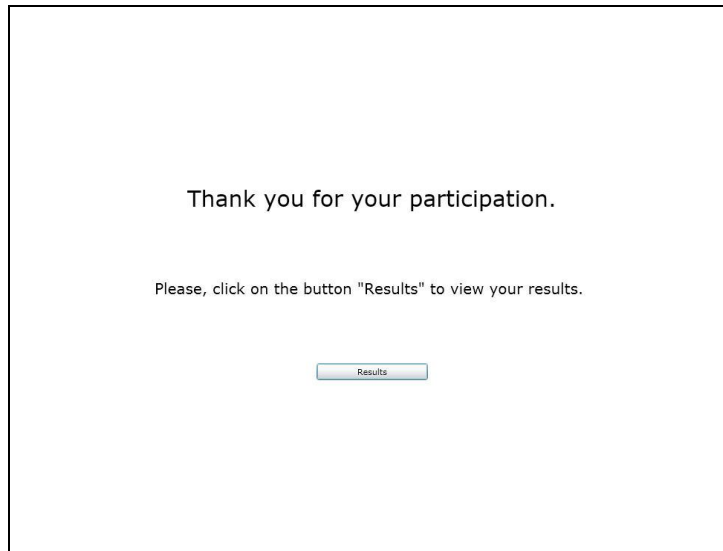 Thank you for your participation.
Please, click on the button "Results" to view your results.
Results